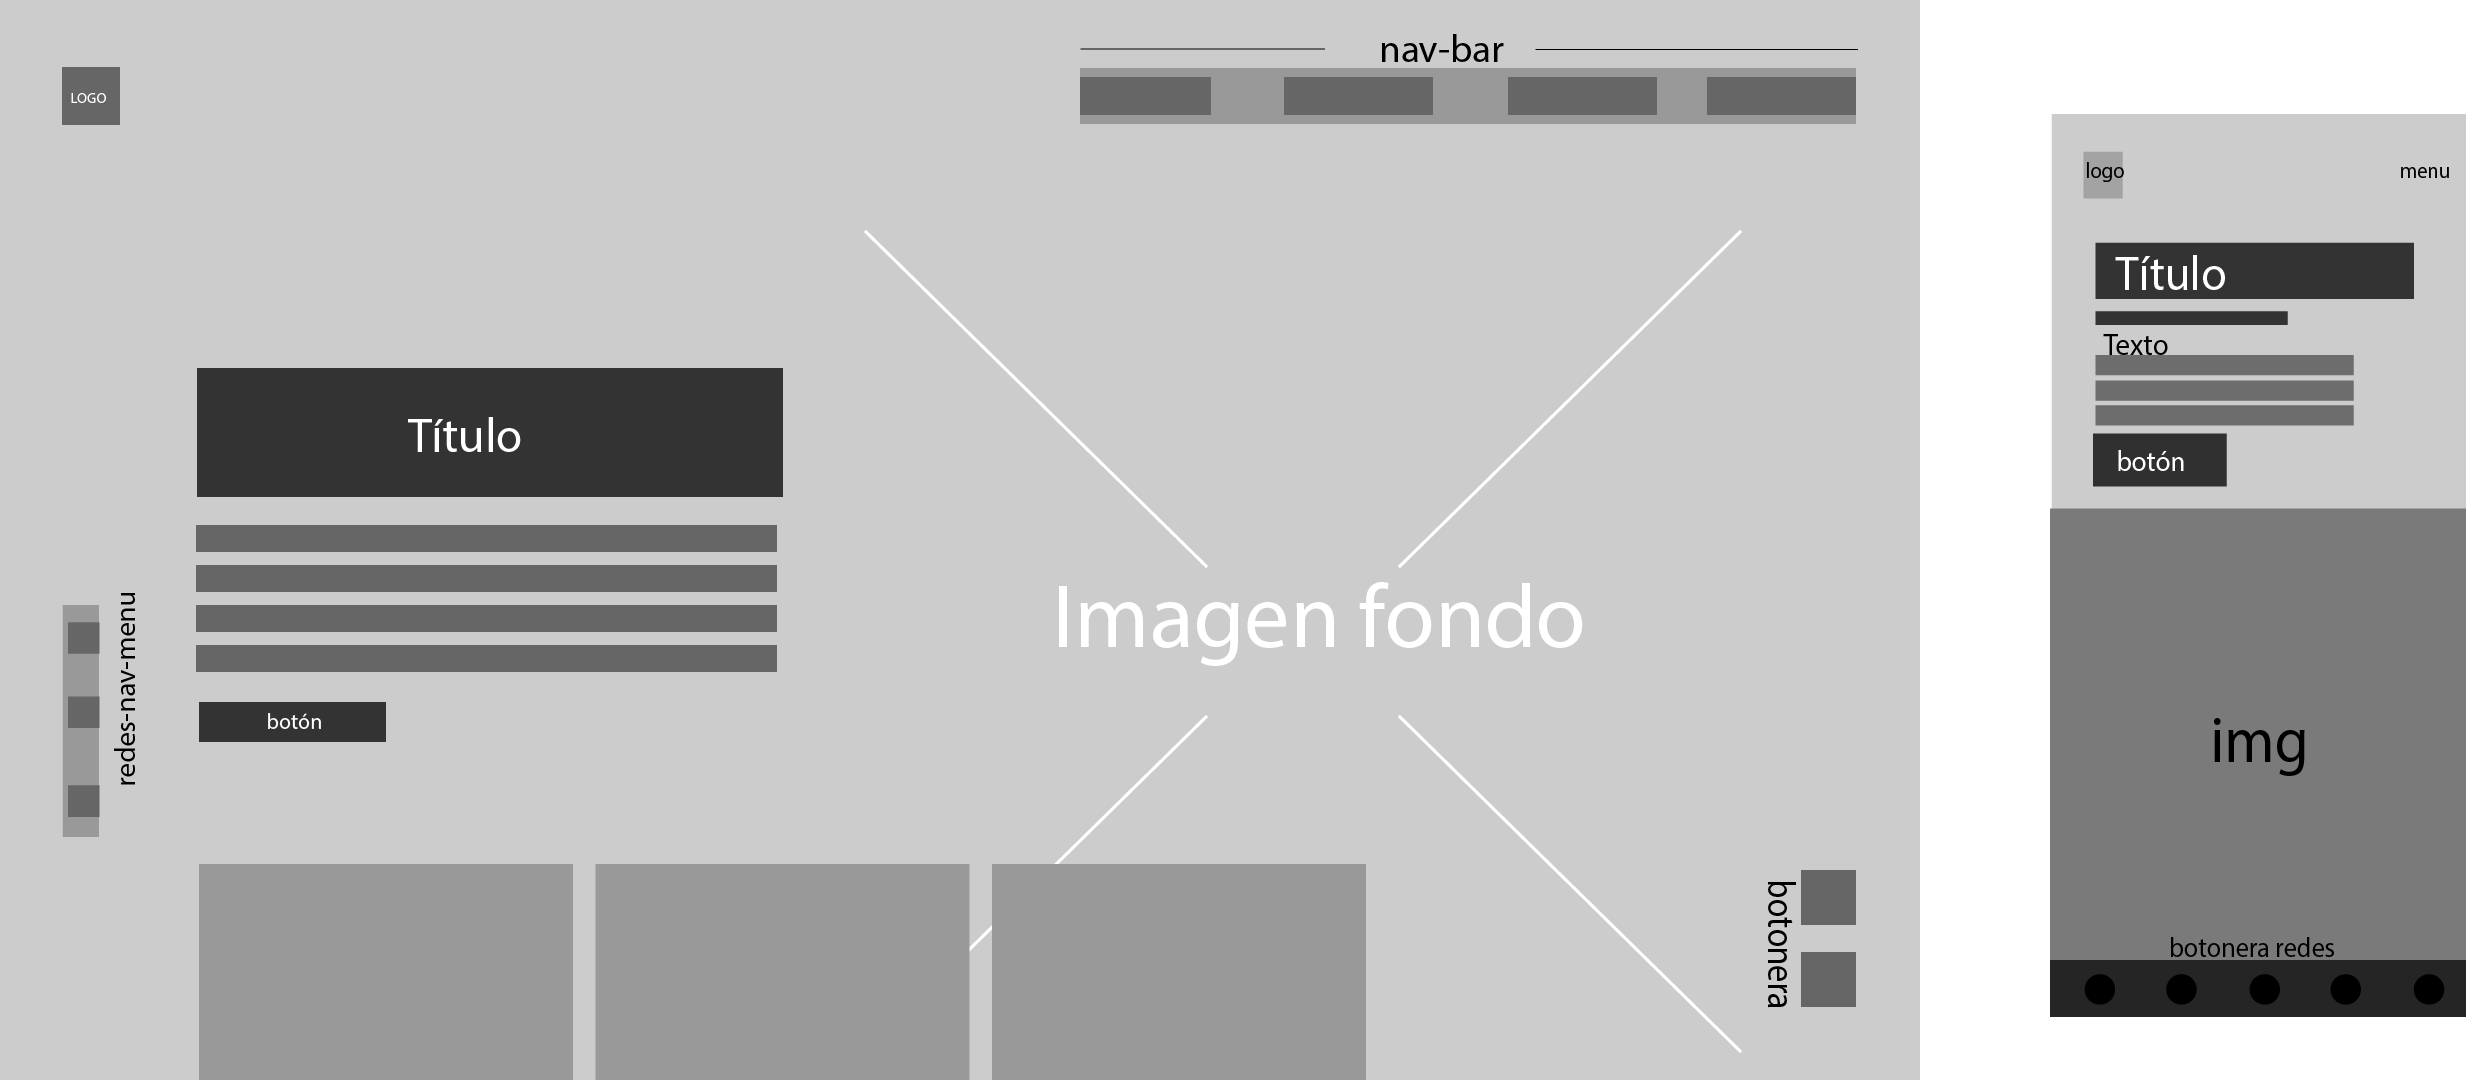 nav-bar
LOGO
Título
redes-nav-menu
botón
Imagen fondo
botonera
logo
menu
Título
Texto
botón
img
botonera redes